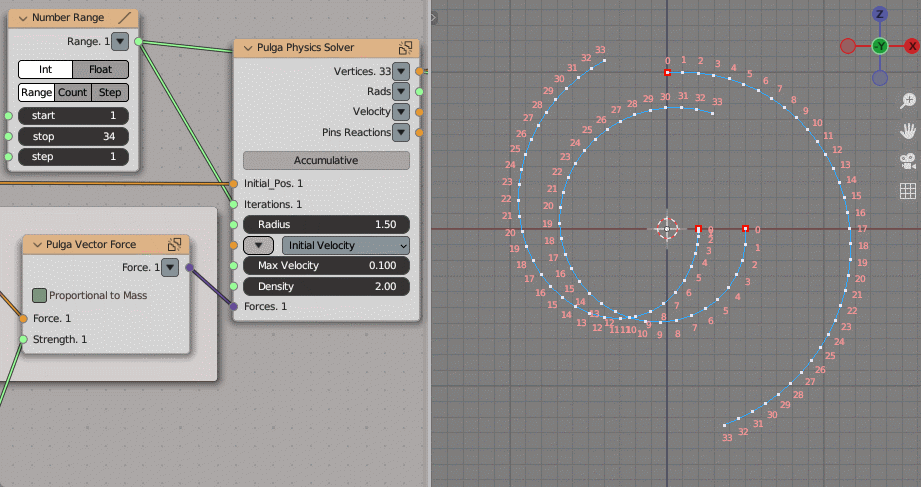 Number Range
Range. 1
Int Float
Range Count Step
start 1
stop 34
step 1
Pulga Physics Solver
Vertices. 33
Rads
Velocity
Pins Reactions
Accumulative
Initial_Pos. 1
Iterations. 1
Radius 1.50
Initial Velocity
Max Velocity 0.100
Density 2.00
Forces. 1
Pulga Vector Force
Force. 1
Proportional to Mass
Force. 1
Strength. 1
Z
-Y
X
0 1 2 3 4 5 6 7 8 9 10 11 12 13 14 15 16 17 18 19 20 21 22 23 24 25 26 27 28 29 30 31 32 33
33 32 31 30 29 28 27 26 25 24 23 22 21 20 19 18 17 16 15 14 13 12 11 10 9 8 7 6 5 4 3 2 1 0
33 32 31 30 29 28 27 26 25 24 23 22 21 20 19 18 17 16 15 14 13 12 11 10 9 8 7 6 5 4 3 2